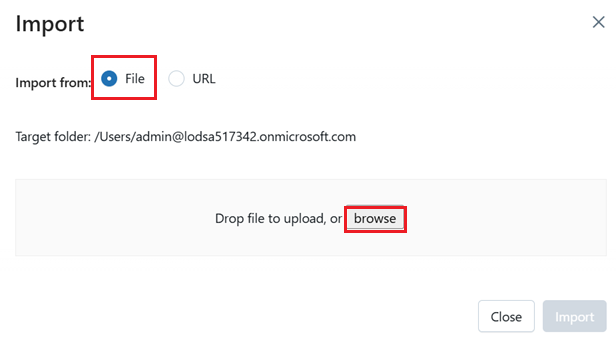 Import
Import from: File URL
Target folder: /Users/admin@lodsa517342.onmicrosoft.com
Drop file to upload, or browse
Close Import